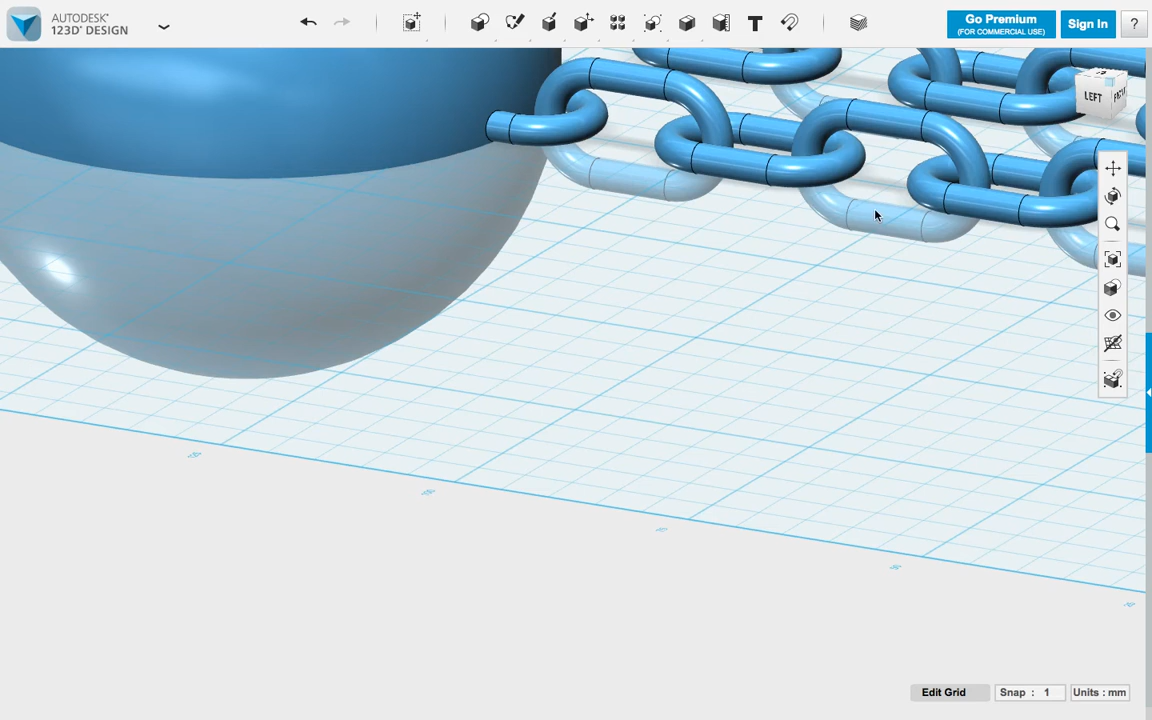 AUTODESK®
123D® DESIGN
Go Premium
(FOR COMMERCIAL USE)
Sign In
?
LEFT
Edit Grid
Snap : 1
Units : mm